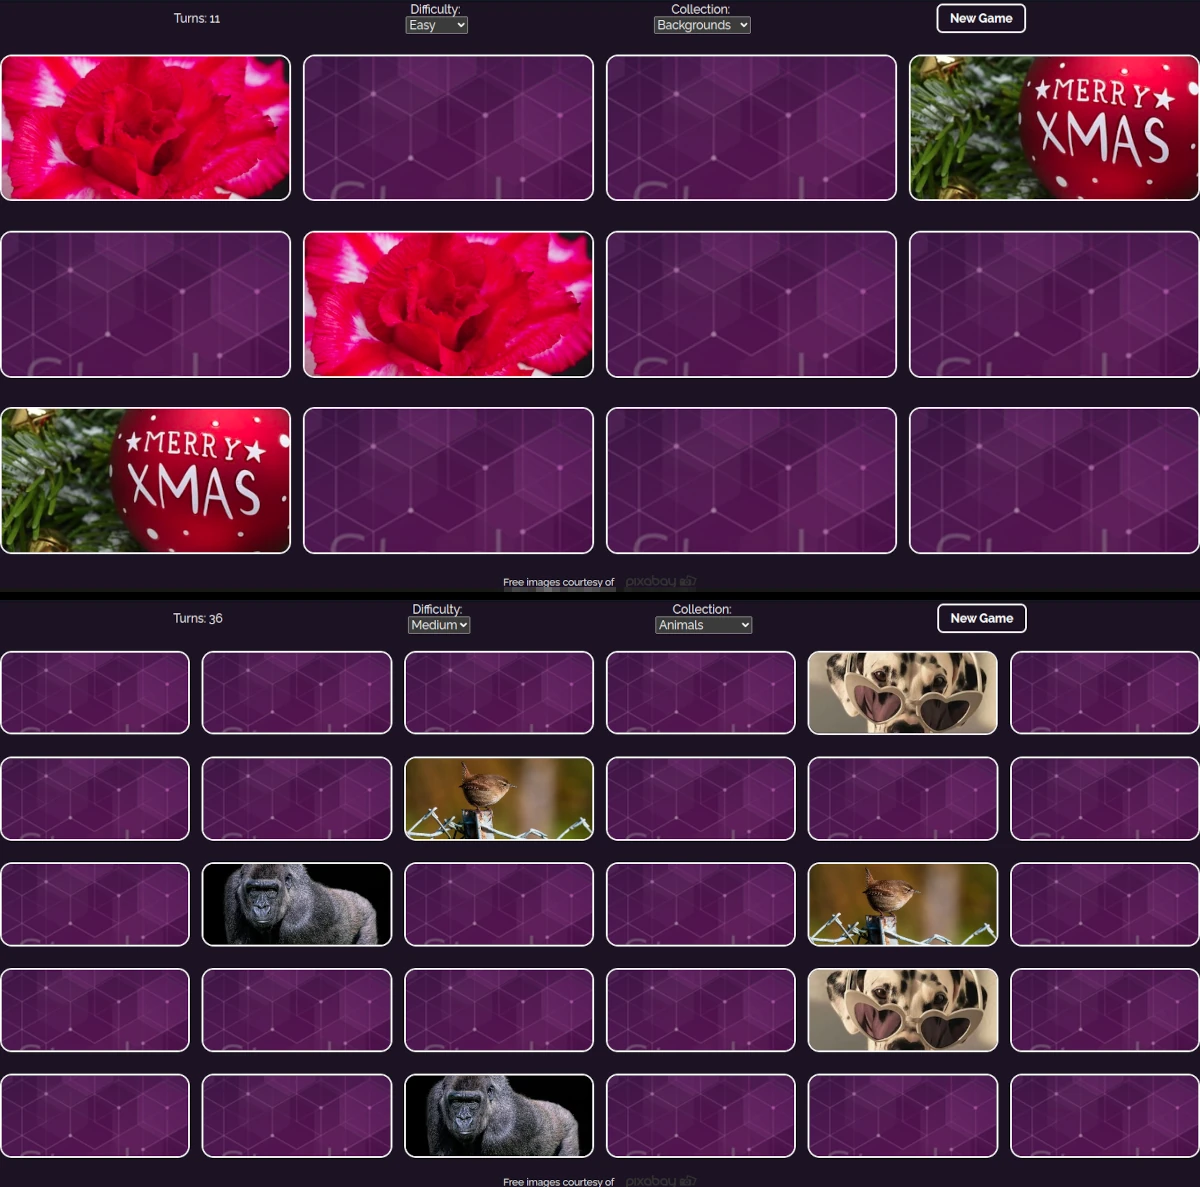 Turns: 11
Difficulty:
Easy
Collection:
Backgrounds
New Game
★MERRY★
XMAS
★MERRY★
XMAS
Free images courtesy of pixabay
Turns: 36
Difficulty:
Medium
Collection:
Animals
New Game
Free images courtesy of pixabay